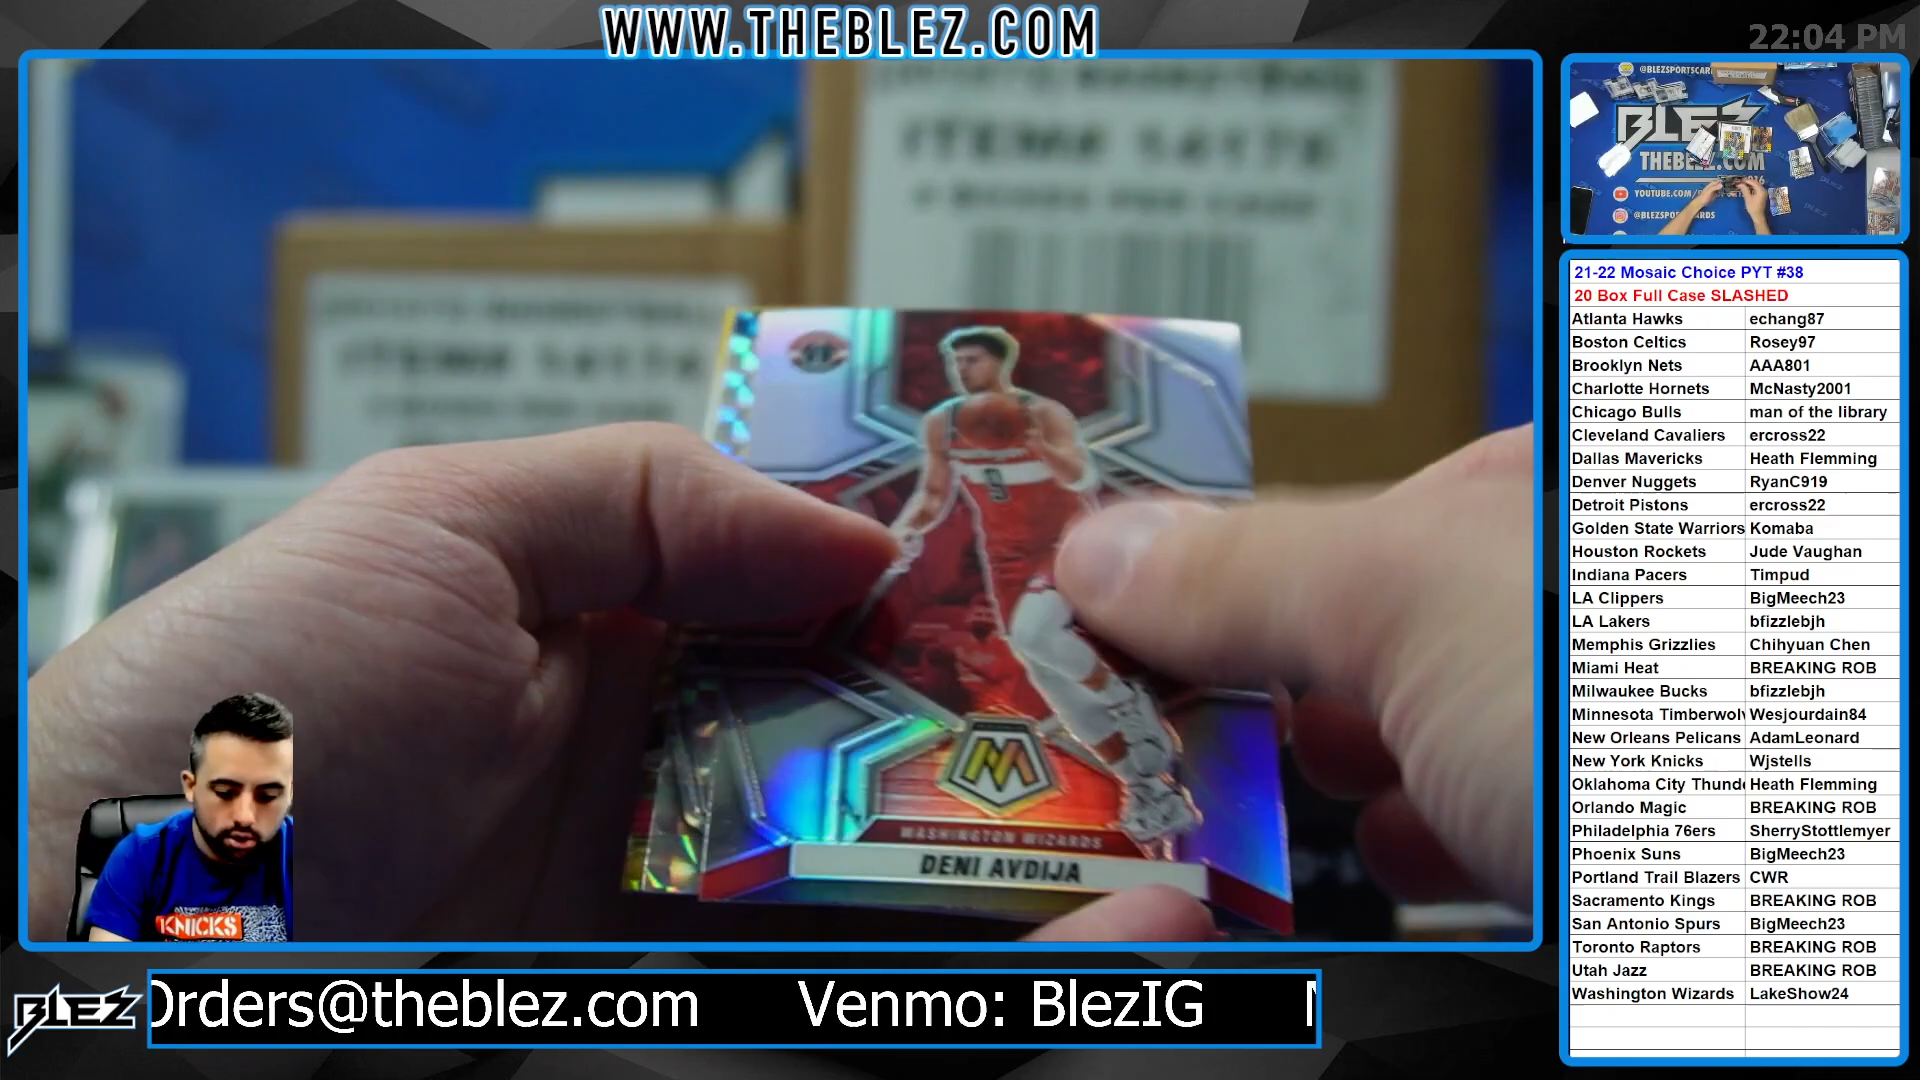 WWW.THEBLEZ.COM
22:04 PM
@BLEZSPORTSCAR
BLEZ
THEBLEZ.COM
YOUTUBE.COM/
21-22 Mosaic Choice PYT #38
20 Box Full Case SLASHED
Atlanta Hawks echang87
Boston Celtics Rosey97
Brooklyn Nets AAA801
Charlotte Hornets McNasty2001
Chicago Bulls man of the library
Cleveland Cavaliers ercross22
Dallas Mavericks Heath Flemming
Denver Nuggets RyanC919
Detroit Pistons ercross22
Golden State Warriors Komaba
Houston Rockets Jude Vaughan
Indiana Pacers Timpud
LA Clippers BigMeech23
LA Lakers bfizzlebjh
Memphis Grizzlies Chihyuan Chen
Miami Heat BREAKING ROB
Milwaukee Bucks bfizzlebjh
Minnesota Timberwolv Wesjourdain84
New Orleans Pelicans AdamLeonard
New York Knicks Wjstells
Oklahoma City Thunde Heath Flemming
Orlando Magic BREAKING ROB
Philadelphia 76ers SherryStottlemyer
Phoenix Suns BigMeech23
Portland Trail Blazers CWR
Sacramento Kings BREAKING ROB
San Antonio Spurs BigMeech23
Toronto Raptors BREAKING ROB
Utah Jazz BREAKING ROB
Washington Wizards LakeShow24
9
M
WASHINGTON WIZARDS
DENI AVDIJA
KNICKS
BLEZ
Orders@theblez.com Venmo: BlezIG